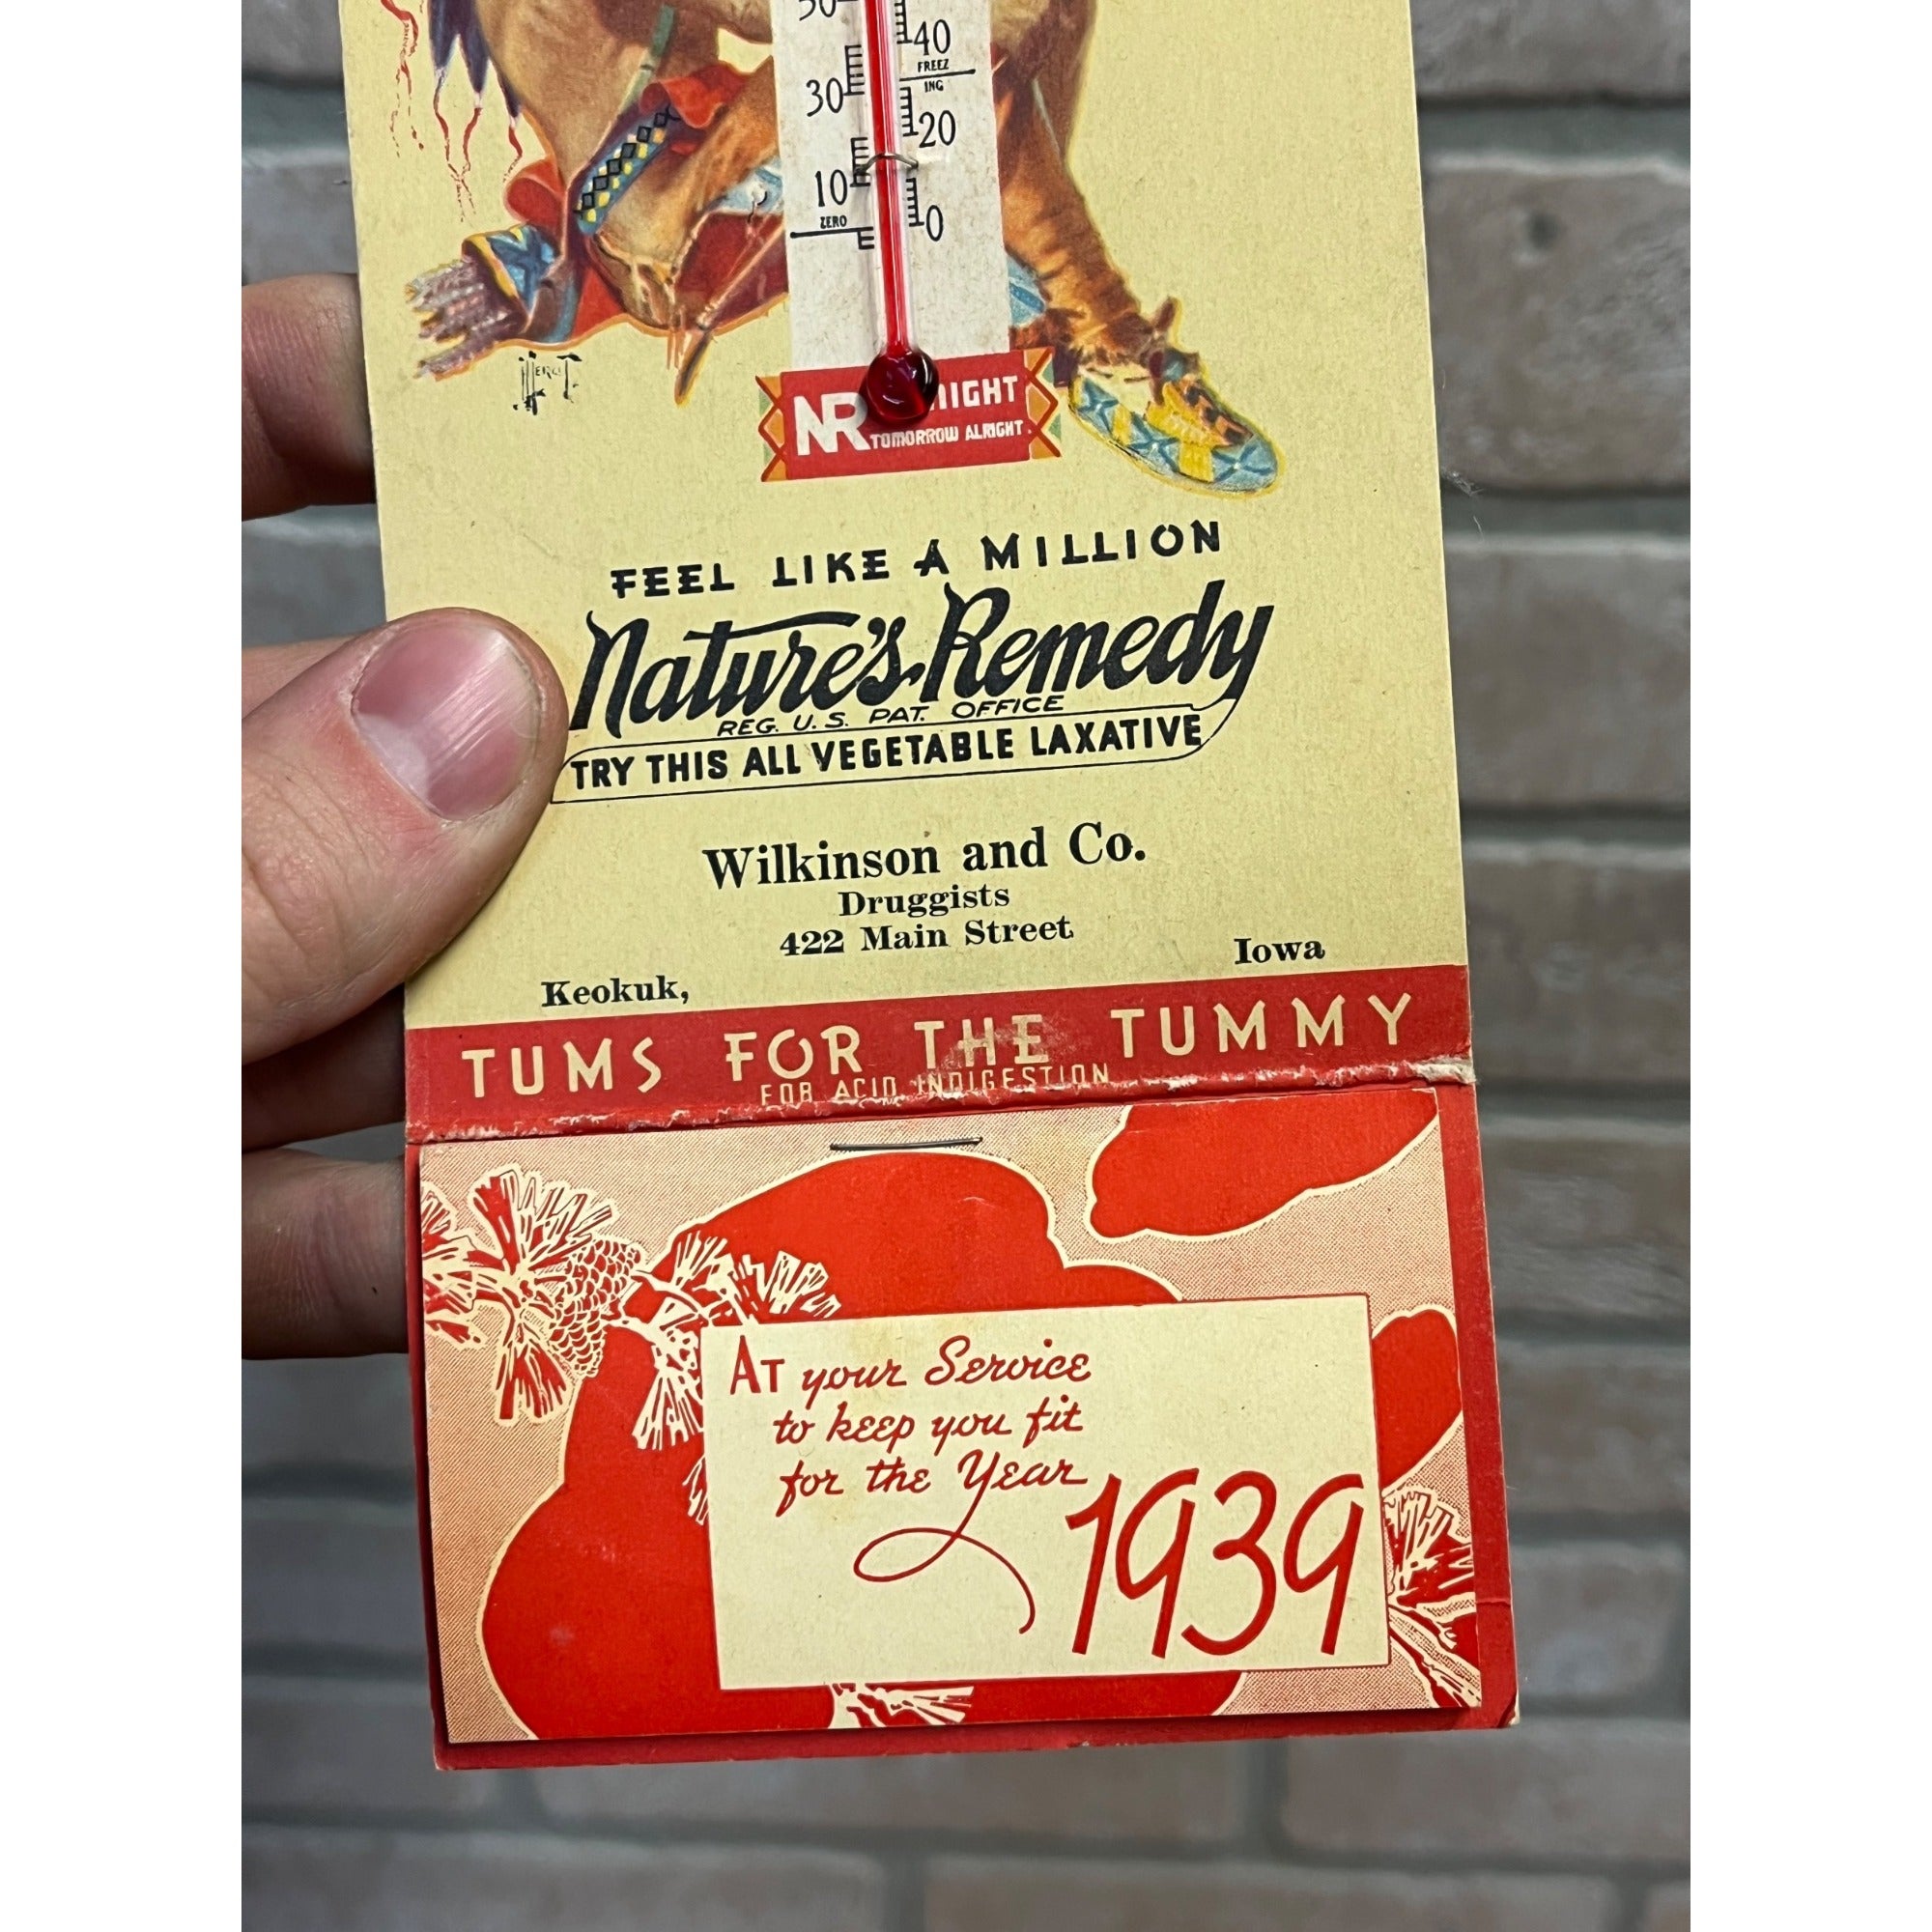 50
40
FREEZ
ING
30
20
10
ZERO
0
NR
NIGHT
TOMORROW ALRIGHT.
FEEL LIKE A MILLION
Nature's Remedy
REG. U.S. PAT. OFFICE
TRY THIS ALL VEGETABLE LAXATIVE
Wilkinson and Co.
Druggists
422 Main Street
Keokuk, Iowa
TUMS FOR THE TUMMY
FOR ACID INDIGESTION
At your Service
to keep you fit
for the Year
1939